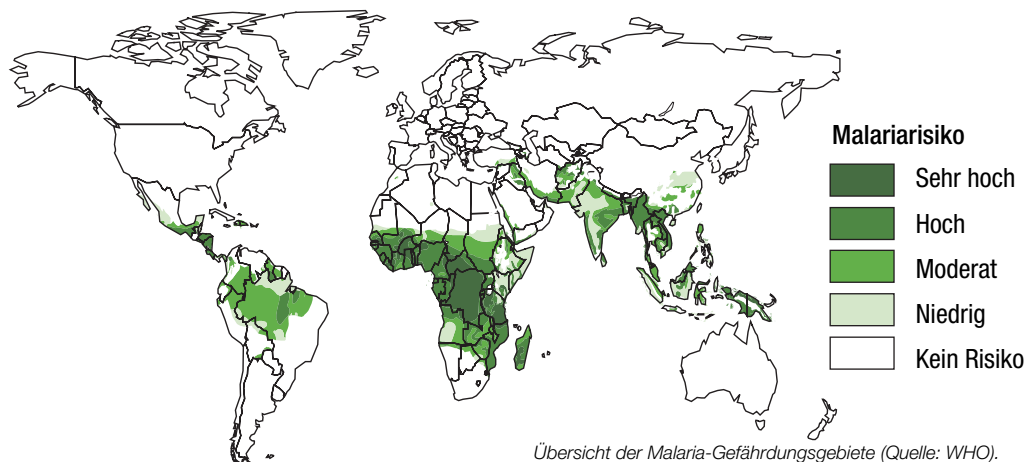 Malariarisiko
Sehr hoch
Hoch
Moderat
Niedrig
Kein Risiko
Übersicht der Malaria-Gefährdungsgebiete (Quelle: WHO).